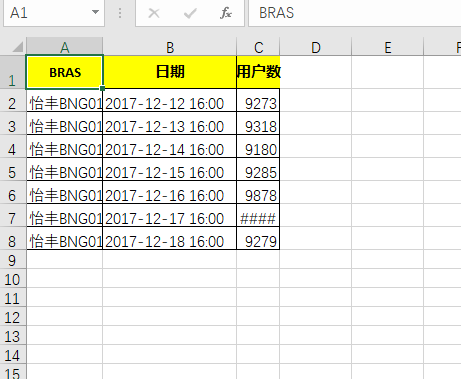 A1 fx BRAS
A B C D E F
1 BRAS 日期 用户数
2 怡丰BNG01 2017-12-12 16:00 9273
3 怡丰BNG01 2017-12-13 16:00 9318
4 怡丰BNG01 2017-12-14 16:00 9180
5 怡丰BNG01 2017-12-15 16:00 9285
6 怡丰BNG01 2017-12-16 16:00 9878
7 怡丰BNG01 2017-12-17 16:00 ####
8 怡丰BNG01 2017-12-18 16:00 9279
9
10
11
12
13
14
15